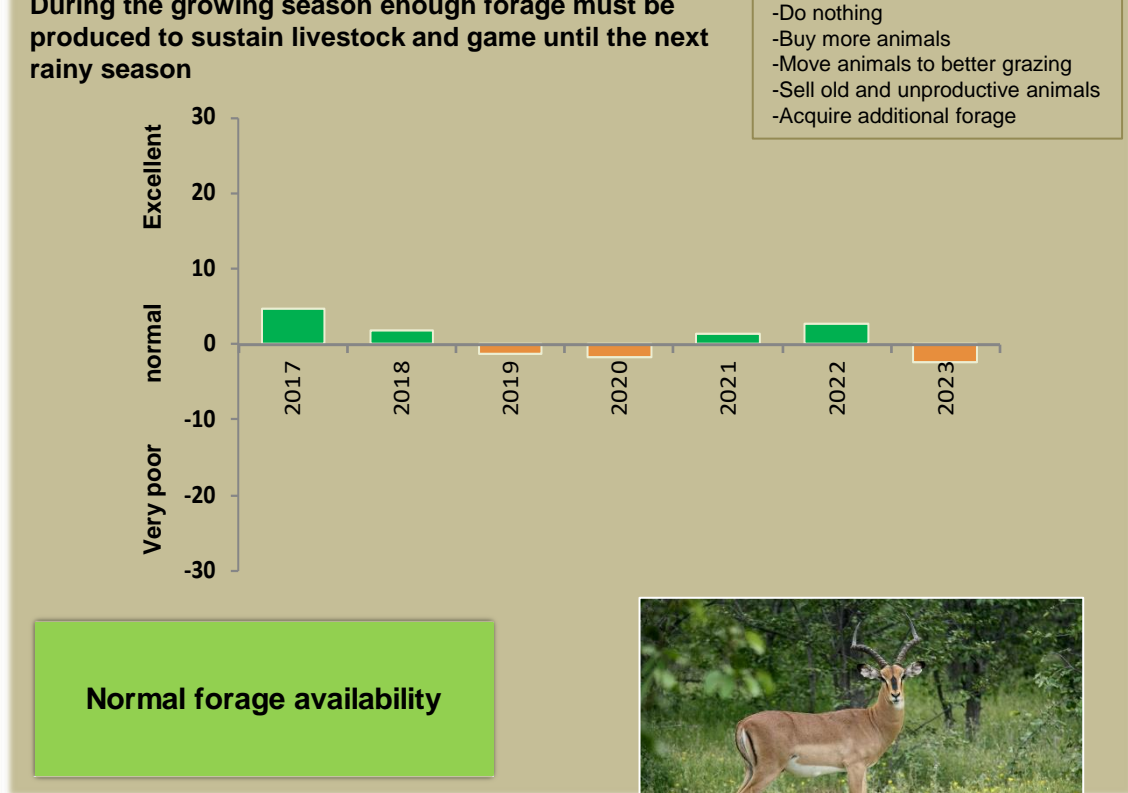 During the growing season enough forage must be
produced to sustain livestock and game until the next
rainy season
-Do nothing
-Buy more animals
-Move animals to better grazing
-Sell old and unproductive animals
-Acquire additional forage
30
20
10
0
-10
-20
-30
Excellent
normal
Very poor
2017
2018
2019
2020
2021
2022
2023
Normal forage availability